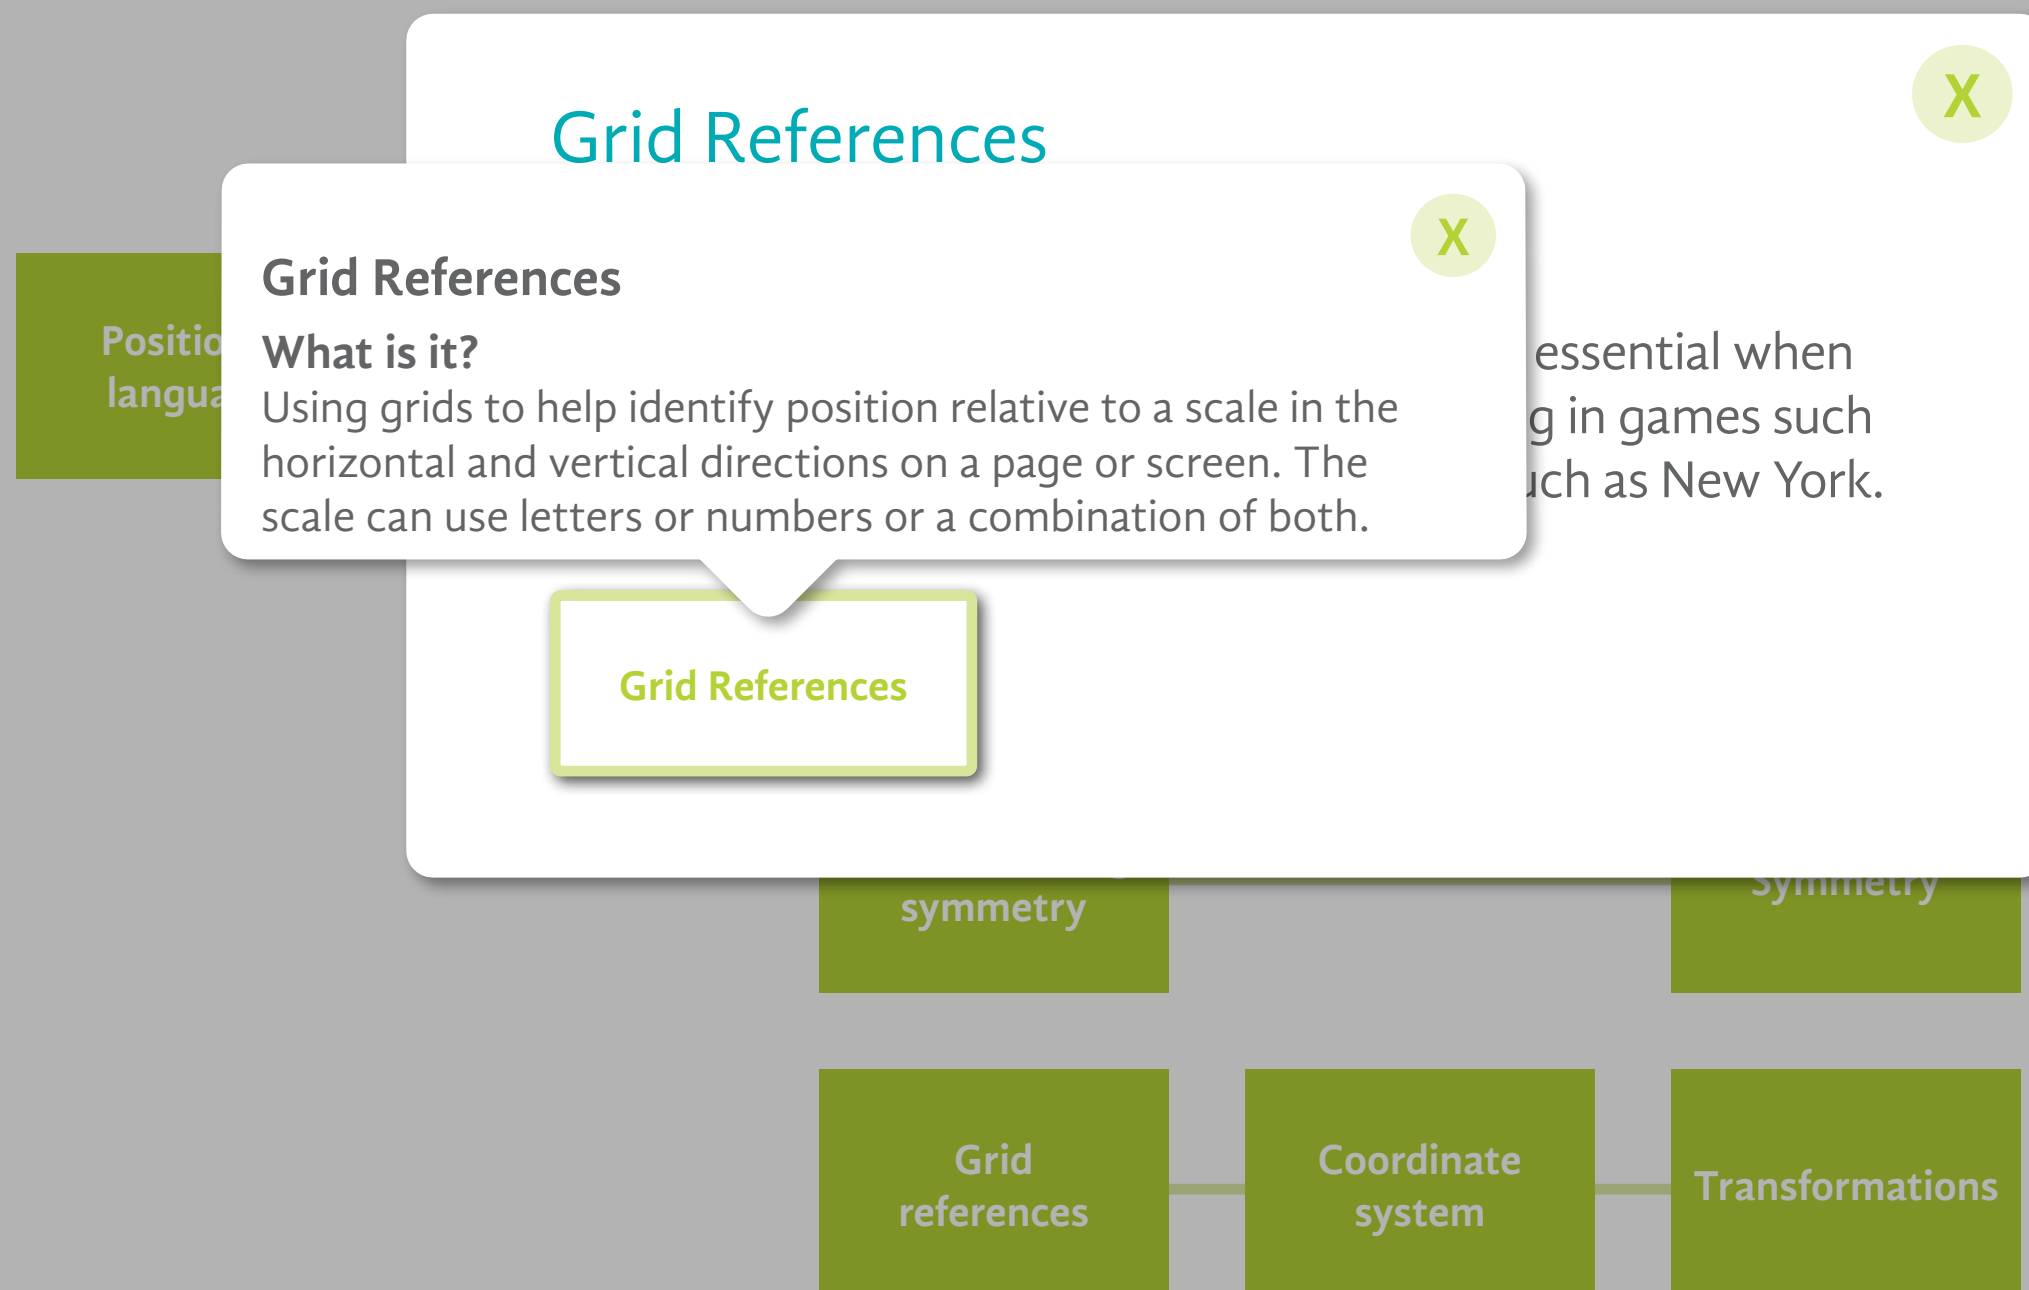 X
Grid References
X
Grid References
What is it?
Using grids to help identify position relative to a scale in the
horizontal and vertical directions on a page or screen. The
scale can use letters or numbers or a combination of both.
essential when
in games such
as New York.
Grid References
symmetry
Symmetry
Grid
references
Coordinate
system
Transformations